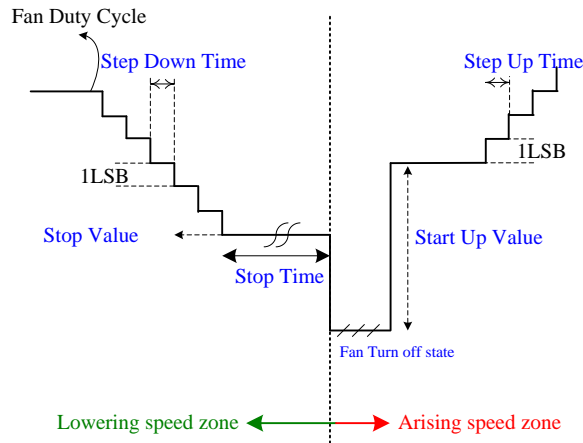 Fan Duty Cycle
Step Down Time
Step Up Time
1LSB
1LSB
Stop Value
Start Up Value
Stop Time
Fan Turn off state
Lowering speed zone
Arising speed zone